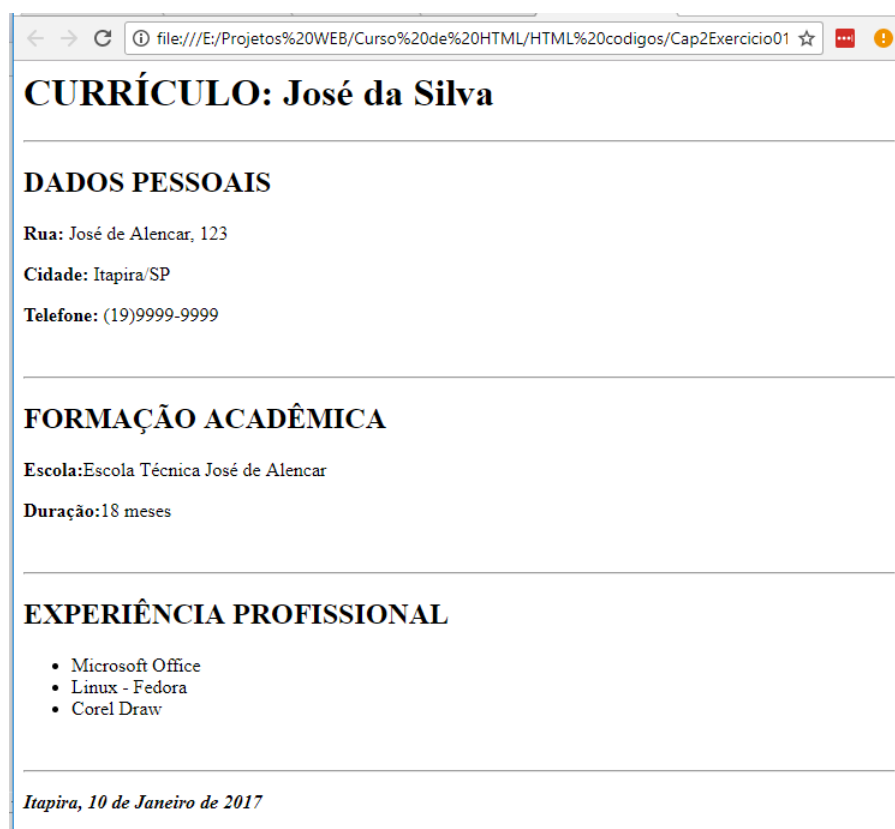 file:///E:/Projetos%20WEB/Curso%20de%20HTML/HTML%20codigos/Cap2Exercicio01
CURRÍCULO: José da Silva
DADOS PESSOAIS
Rua: José de Alencar, 123
Cidade: Itapira/SP
Telefone: (19)9999-9999
FORMAÇÃO ACADÊMICA
Escola:Escola Técnica José de Alencar
Duração:18 meses
EXPERIÊNCIA PROFISSIONAL
• Microsoft Office
• Linux - Fedora
• Corel Draw
Itapira, 10 de Janeiro de 2017